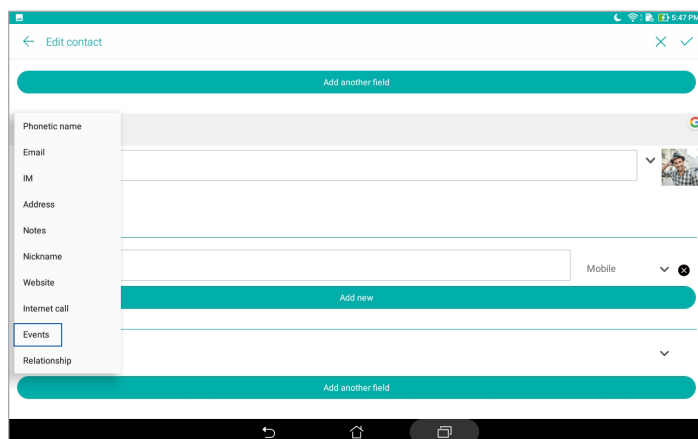 5:47 PM
Edit contact
Add another field
Phonetic name
Email
IM
Address
Notes
Nickname
Website
Internet call
Events
Relationship
Mobile
Add new
Add another field